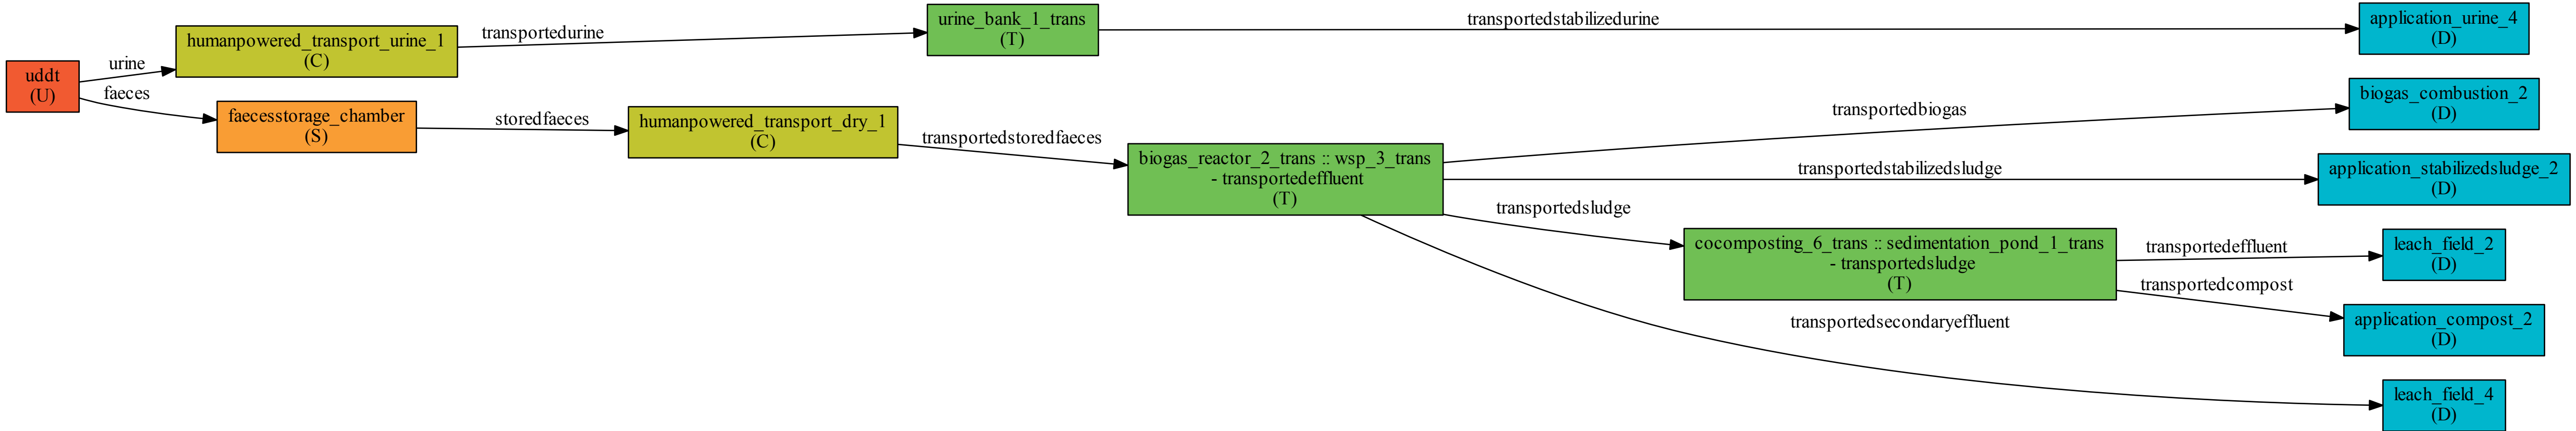 uddt
(U)
urine
faeces
humanpowered_transport_urine_1
(C)
faecesstorage_chamber
(S)
transportedurine
storedfaeces
humanpowered_transport_dry_1
(C)
urine_bank_1_trans
(T)
transportedstoredfaeces
biogas_reactor_2_trans :: wsp_3_trans
- transportedeffluent
(T)
transportedstabilizedurine
transportedbiogas
transportedstabilizedsludge
transportedsludge
transportedsecondaryeffluent
cocomposting_6_trans :: sedimentation_pond_1_trans
- transportedsludge
(T)
transportedeffluent
transportedcompost
application_urine_4
(D)
biogas_combustion_2
(D)
application_stabilizedsludge_2
(D)
leach_field_2
(D)
application_compost_2
(D)
leach_field_4
(D)